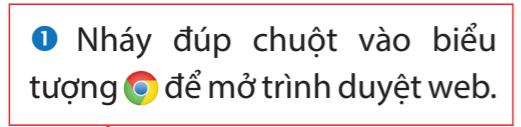 ❶ Nháy đúp chuột vào biểu
tượng để mở trình duyệt web.